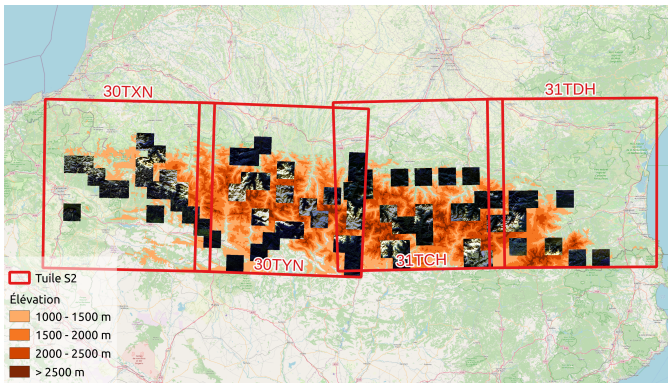 30TXN
31TDH
30TYN
31TCH
Tuile S2
Élévation
1000 - 1500 m
1500 - 2000 m
2000 - 2500 m
> 2500 m